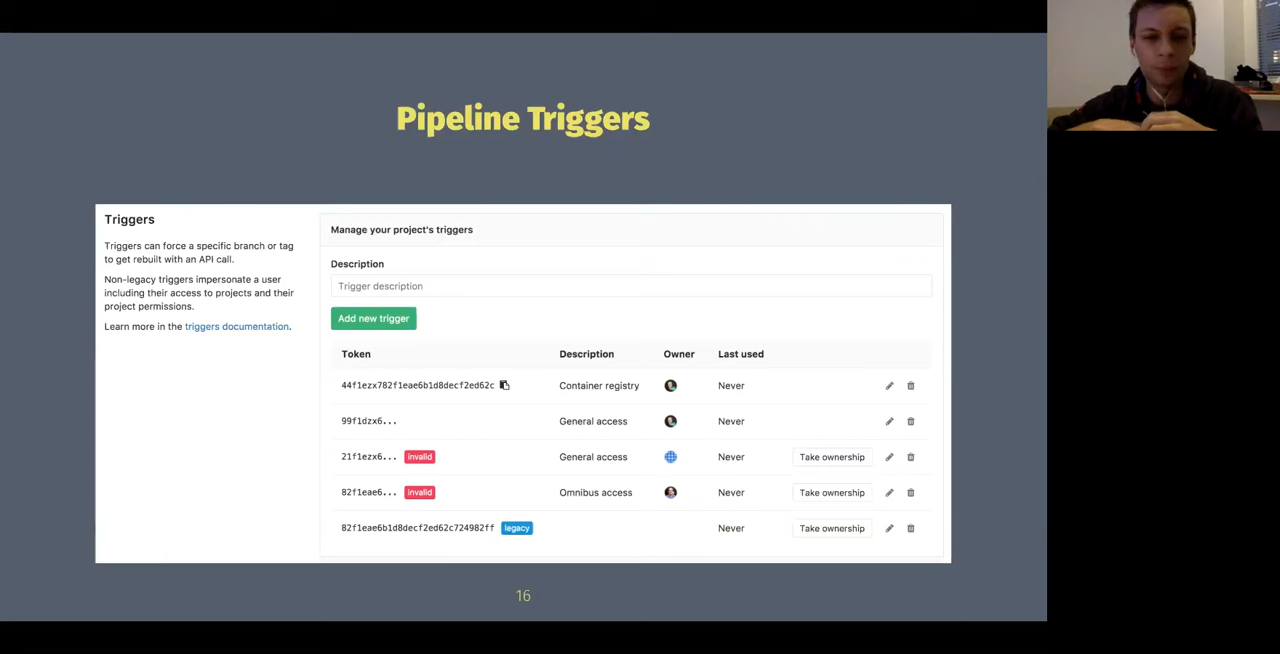 Pipeline Triggers
Triggers
Triggers can force a specific branch or tag
to get rebuilt with an API call.
Non-legacy triggers impersonate a user
including their access to projects and their
project permissions.
Learn more in the triggers documentation.
Manage your project's triggers
Description
Trigger description
Add new trigger
Token Description Owner Last used
44f1ezx782f1eae6b1d8decf2ed62c Container registry Never
99f1dzx6... General access Never
21f1ezx6... invalid General access Never Take ownership
82f1eae6... invalid Omnibus access Never Take ownership
82f1eae6b1d8decf2ed62c724982ff legacy Never Take ownership
16